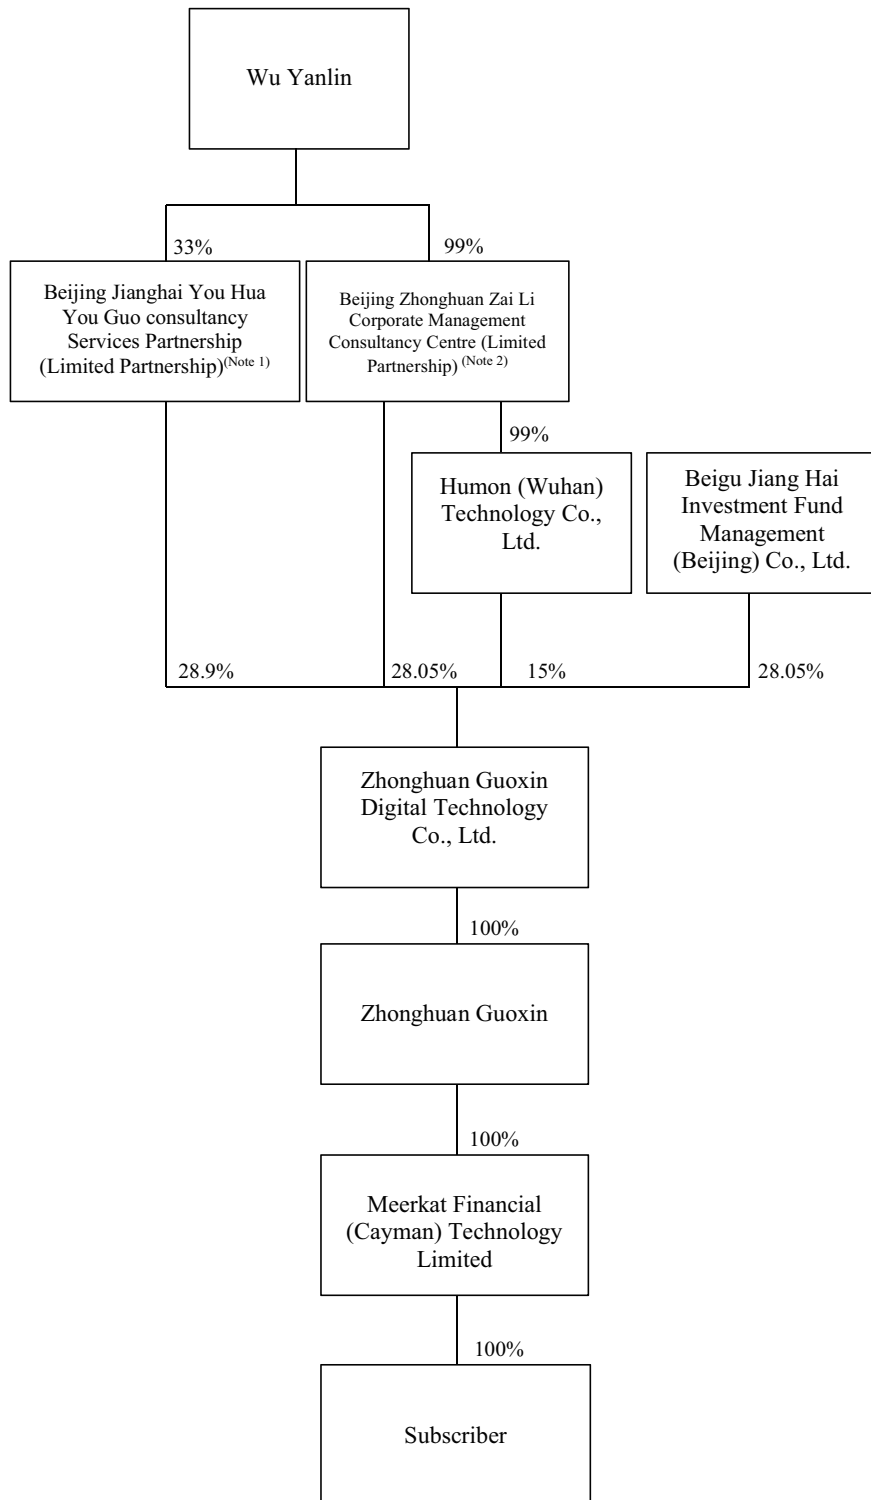 Wu Yanlin
33%
99%
Beijing Jianghai You Hua
You Guo consultancy
Services Partnership
(Limited Partnership)(Note 1)
Beijing Zhonghuan Zai Li
Corporate Management
Consultancy Centre (Limited
Partnership) (Note 2)
99%
Humon (Wuhan)
Technology Co.,
Ltd.
Beigu Jiang Hai
Investment Fund
Management
(Beijing) Co., Ltd.
28.9%
28.05%
15%
28.05%
Zhonghuan Guoxin
Digital Technology
Co., Ltd.
100%
Zhonghuan Guoxin
100%
Meerkat Financial
(Cayman) Technology
Limited
100%
Subscriber